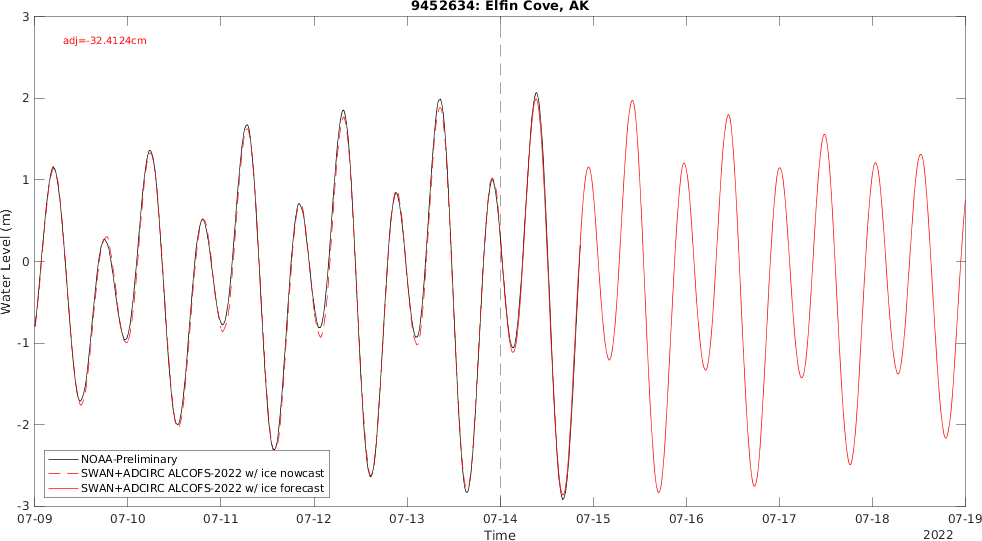 9452634: Elfin Cove, AK
adj=-32.4124cm
Water Level (m)
3
2
1
0
-1
-2
-3
NOAA-Preliminary
SWAN+ADCIRC ALCOFS-2022 w/ ice nowcast
SWAN+ADCIRC ALCOFS-2022 w/ ice forecast
07-09 07-10 07-11 07-12 07-13 07-14 07-15 07-16 07-17 07-18 07-19
Time
2022